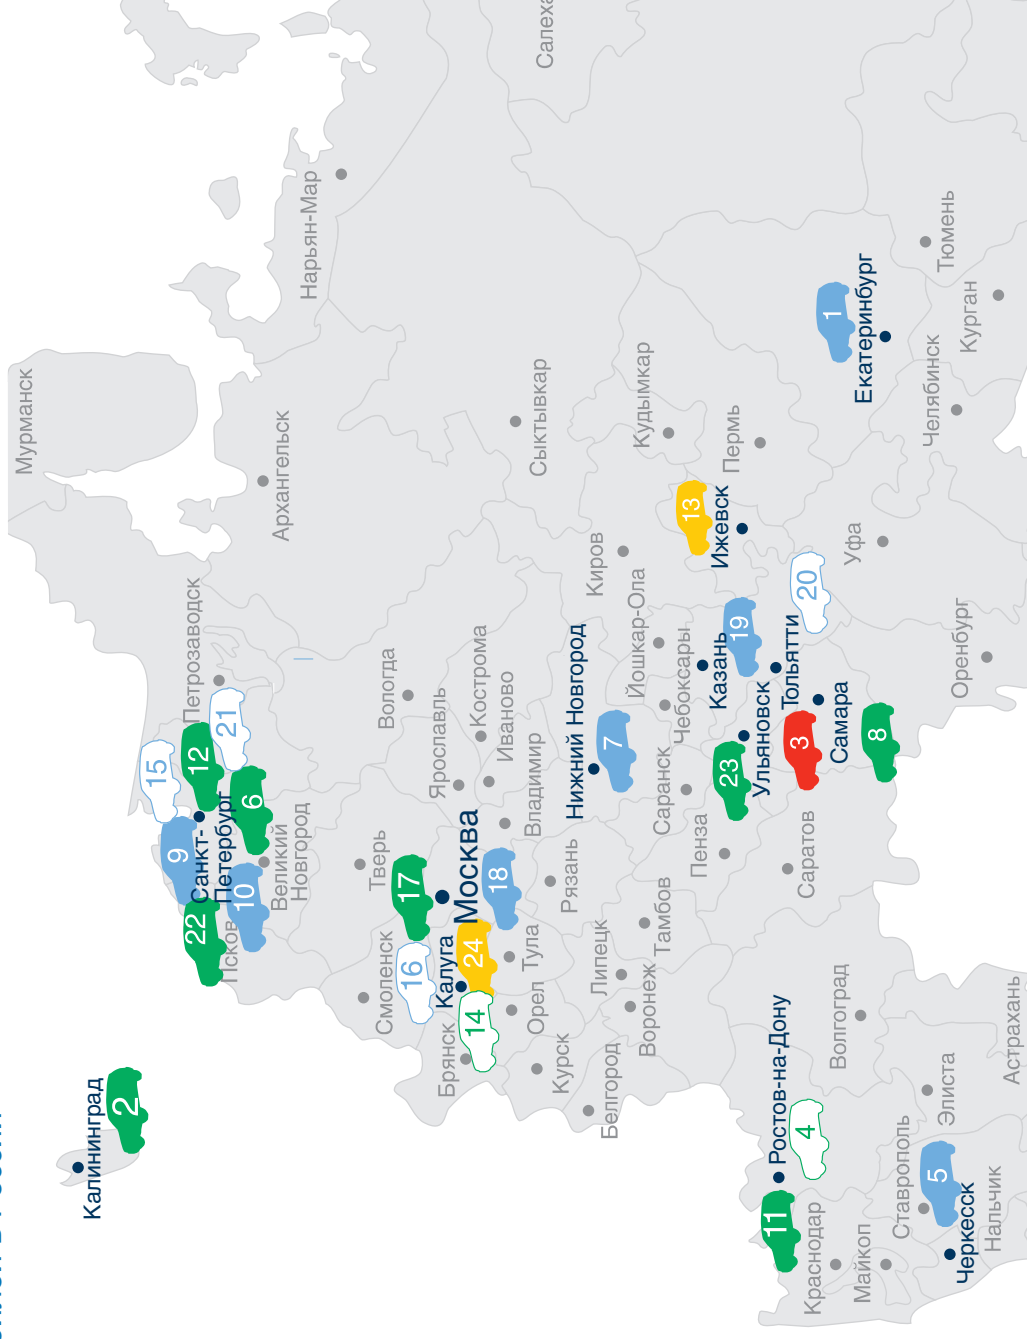 Мурманск
Нарьян-Мар
Архангельск
Петрозаводск
15
12
21
9
Санкт-
Петербург
6
10
22
Псков
Великий
Новгород
Калининград
2
Вологда
Сыктывкар
Тверь
Ярославль
Кострома
Иваново
Владимир
17
Москва
18
Смоленск
16
Калуга
24
14
Брянск
Тула
Орел
Рязань
Курск
Липецк
Тамбов
Воронеж
Белгород
Нижний Новгород
7
Киров
Йошкар-Ола
Чебоксары
Саранск
Пенза
Кудымкар
Пермь
13
Ижевск
Казань
19
Ульяновск
23
Тольятти
20
3
Самара
8
Саратов
Уфа
Оренбург
1
Екатеринбург
Тюмень
Курган
Челябинск
Ростов-на-Дону
4
11
Волгоград
Астрахань
Элиста
Краснодар
Майкоп
Ставрополь
5
Черкесск
Нальчик